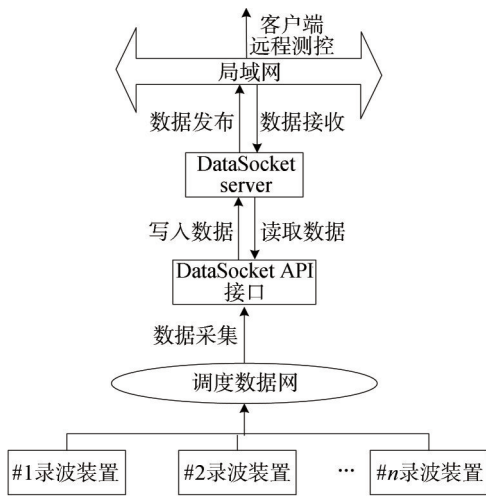 客户端
远程测控
局域网
数据发布 数据接收
DataSocket
server
写入数据 读取数据
DataSocket API
接口
数据采集
调度数据网
#1录波装置 #2录波装置 ··· #n录波装置